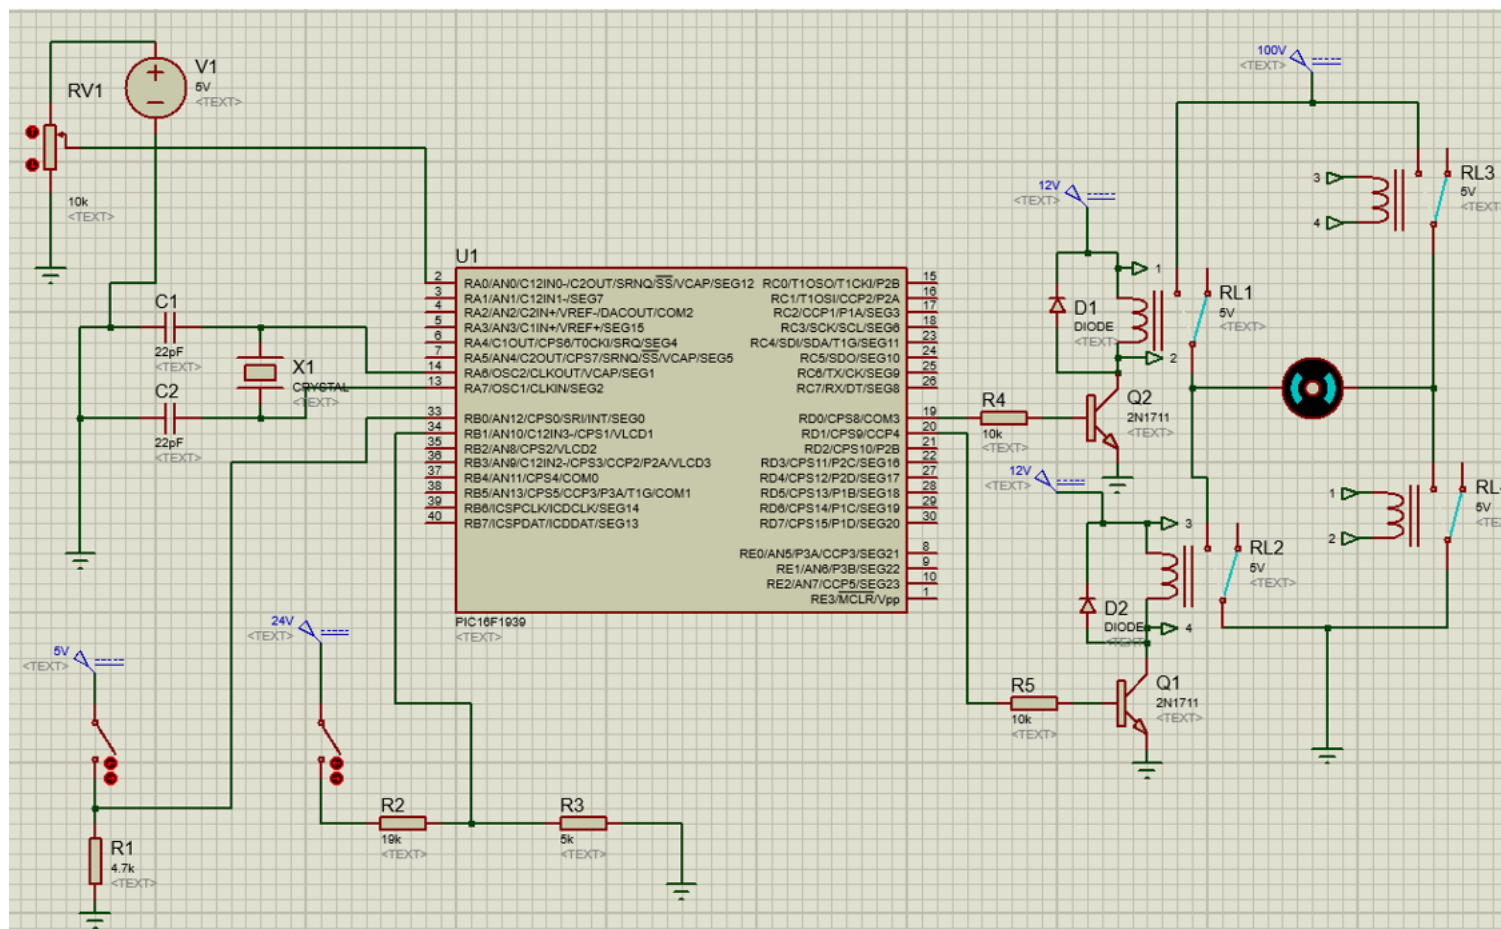 V1
5V
<TEXT>
RV1
10k
<TEXT>
C1
22pF
<TEXT>
C2
22pF
<TEXT>
X1
CRYSTAL
<TEXT>
U1
2 RA0/AN0/C12IN0-/C2OUT/SRNQ/SS/VCAP/SEG12
3 RA1/AN1/C12IN1-/SEG7
4 RA2/AN2/C2IN+/VREF-/DACOUT/COM2
5 RA3/AN3/C1IN+/VREF+/SEG15
6 RA4/C1OUT/CPS6/T0CKI/SRQ/SEG4
7 RA5/AN4/C2OUT/CPS7/SRNQ/SS/VCAP/SEG5
14 RA6/OSC2/CLKOUT/VCAP/SEG1
13 RA7/OSC1/CLKIN/SEG2
33 RB0/AN12/CPS0/SRI/INT/SEG0
34 RB1/AN10/C12IN3-/CPS1/VLCD1
35 RB2/AN8/CPS2/VLCD2
36 RB3/AN9/C12IN2-/CPS3/CCP2/P2A/VLCD3
37 RB4/AN11/CPS4/COM0
38 RB5/AN13/CPS5/CCP3/P3A/T1G/COM1
39 RB6/ICSPCLK/ICDCLK/SEG14
40 RB7/ICSPDAT/ICDDAT/SEG13
RC0/T1OSO/T1CKI/P2B 15
RC1/T1OSI/CCP2/P2A 16
RC2/CCP1/P1A/SEG3 17
RC3/SCK/SCL/SEG6 18
RC4/SDI/SDA/T1G/SEG11 23
RC5/SDO/SEG10 24
RC6/TX/CK/SEG9 25
RC7/RX/DT/SEG8 26
RD0/CPS8/COM3 19
RD1/CPS9/CCP4 20
RD2/CPS10/P2B 21
RD3/CPS11/P2C/SEG16 22
RD4/CPS12/P2D/SEG17 27
RD5/CPS13/P1B/SEG18 28
RD6/CPS14/P1C/SEG19 29
RD7/CPS15/P1D/SEG20 30
RE0/AN5/P3A/CCP3/SEG21 8
RE1/AN6/P3B/SEG22 9
RE2/AN7/CCP5/SEG23 10
RE3/MCLR/Vpp 1
PIC16F1939
<TEXT>
5V
<TEXT>
R1
4.7k
<TEXT>
24V
<TEXT>
R2
19k
<TEXT>
R3
5k
<TEXT>
R4
10k
<TEXT>
12V
<TEXT>
D1
DIODE
<TEXT>
1
2
RL1
5V
<TEXT>
Q2
2N1711
<TEXT>
12V
<TEXT>
D2
DIODE
<TEXT>
3
4
RL2
5V
<TEXT>
R5
10k
<TEXT>
Q1
2N1711
<TEXT>
100V
<TEXT>
3
4
RL3
5V
<TEXT>
1
2
5V